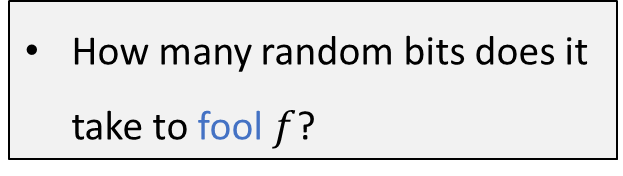 • How many random bits does it
take to fool f?